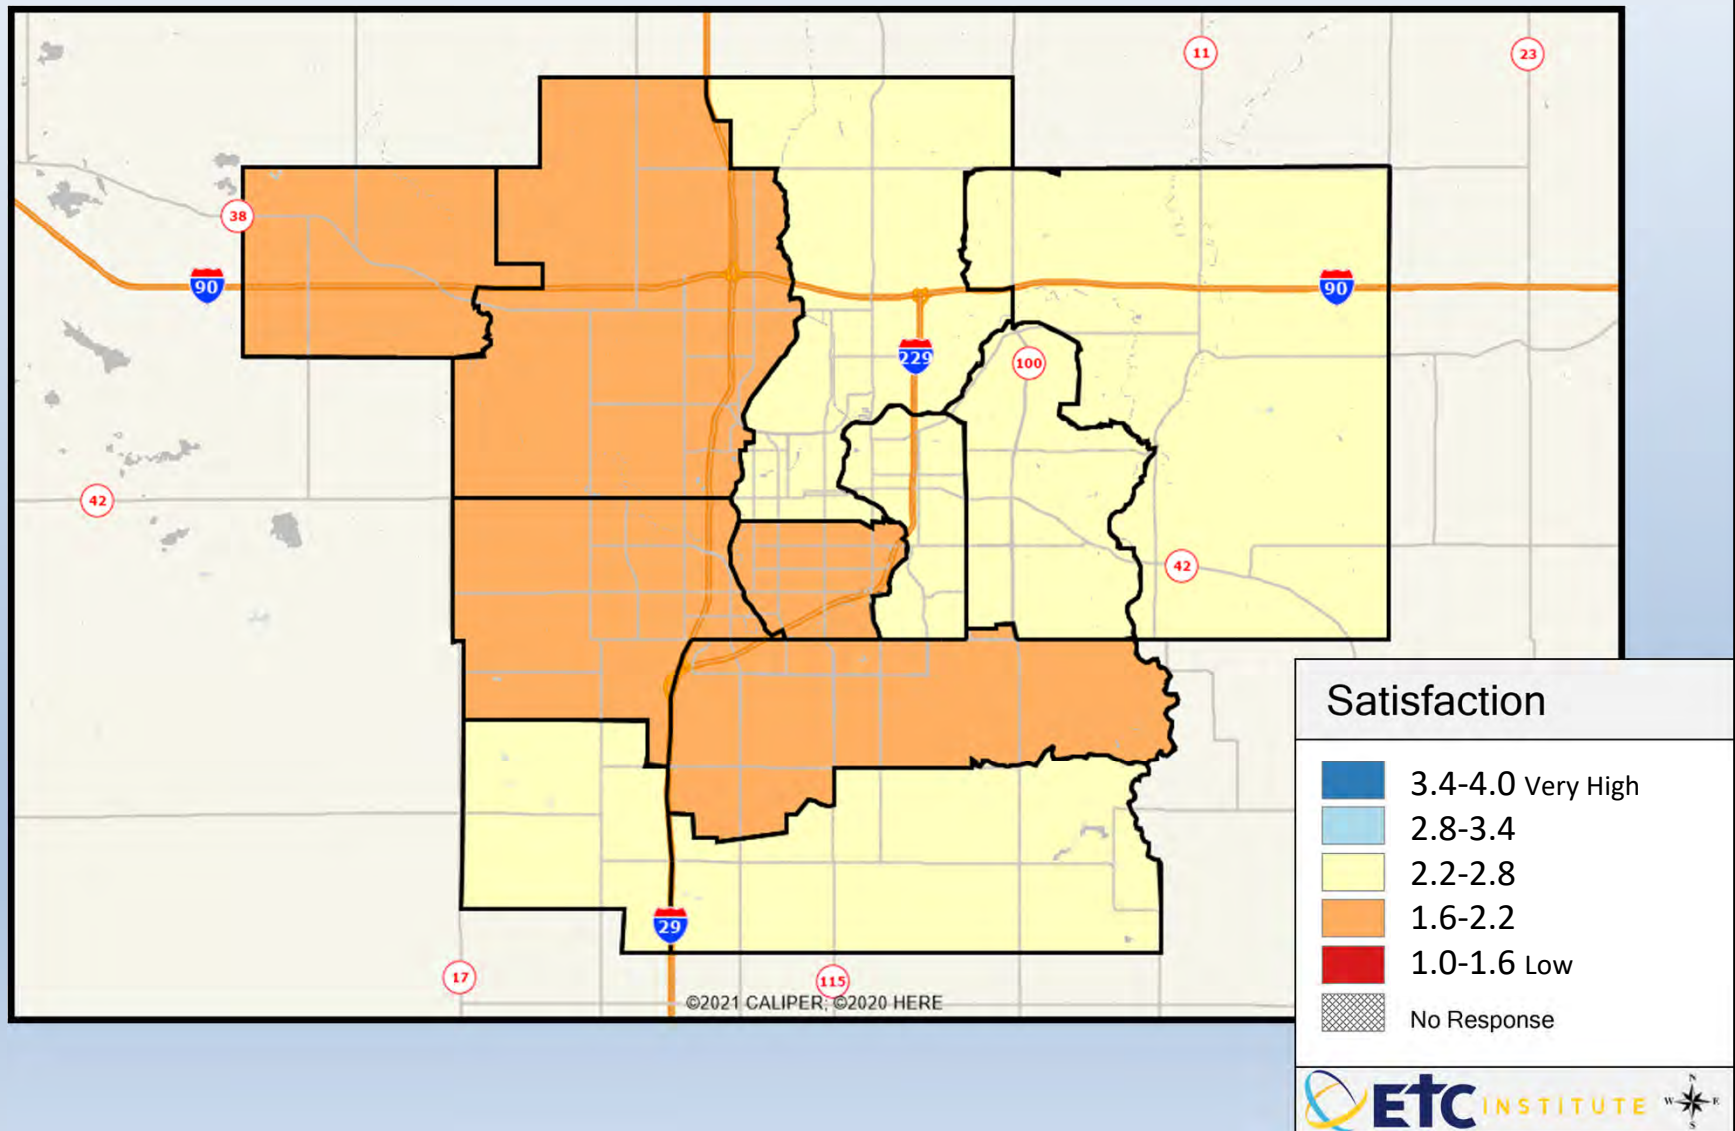 11
23
38
90
90
229
100
42
42
29
17
115
©2021 CALIPER; ©2020 HERE
Satisfaction
3.4-4.0 Very High
2.8-3.4
2.2-2.8
1.6-2.2
1.0-1.6 Low
No Response
ETC INSTITUTE
N
W E
S